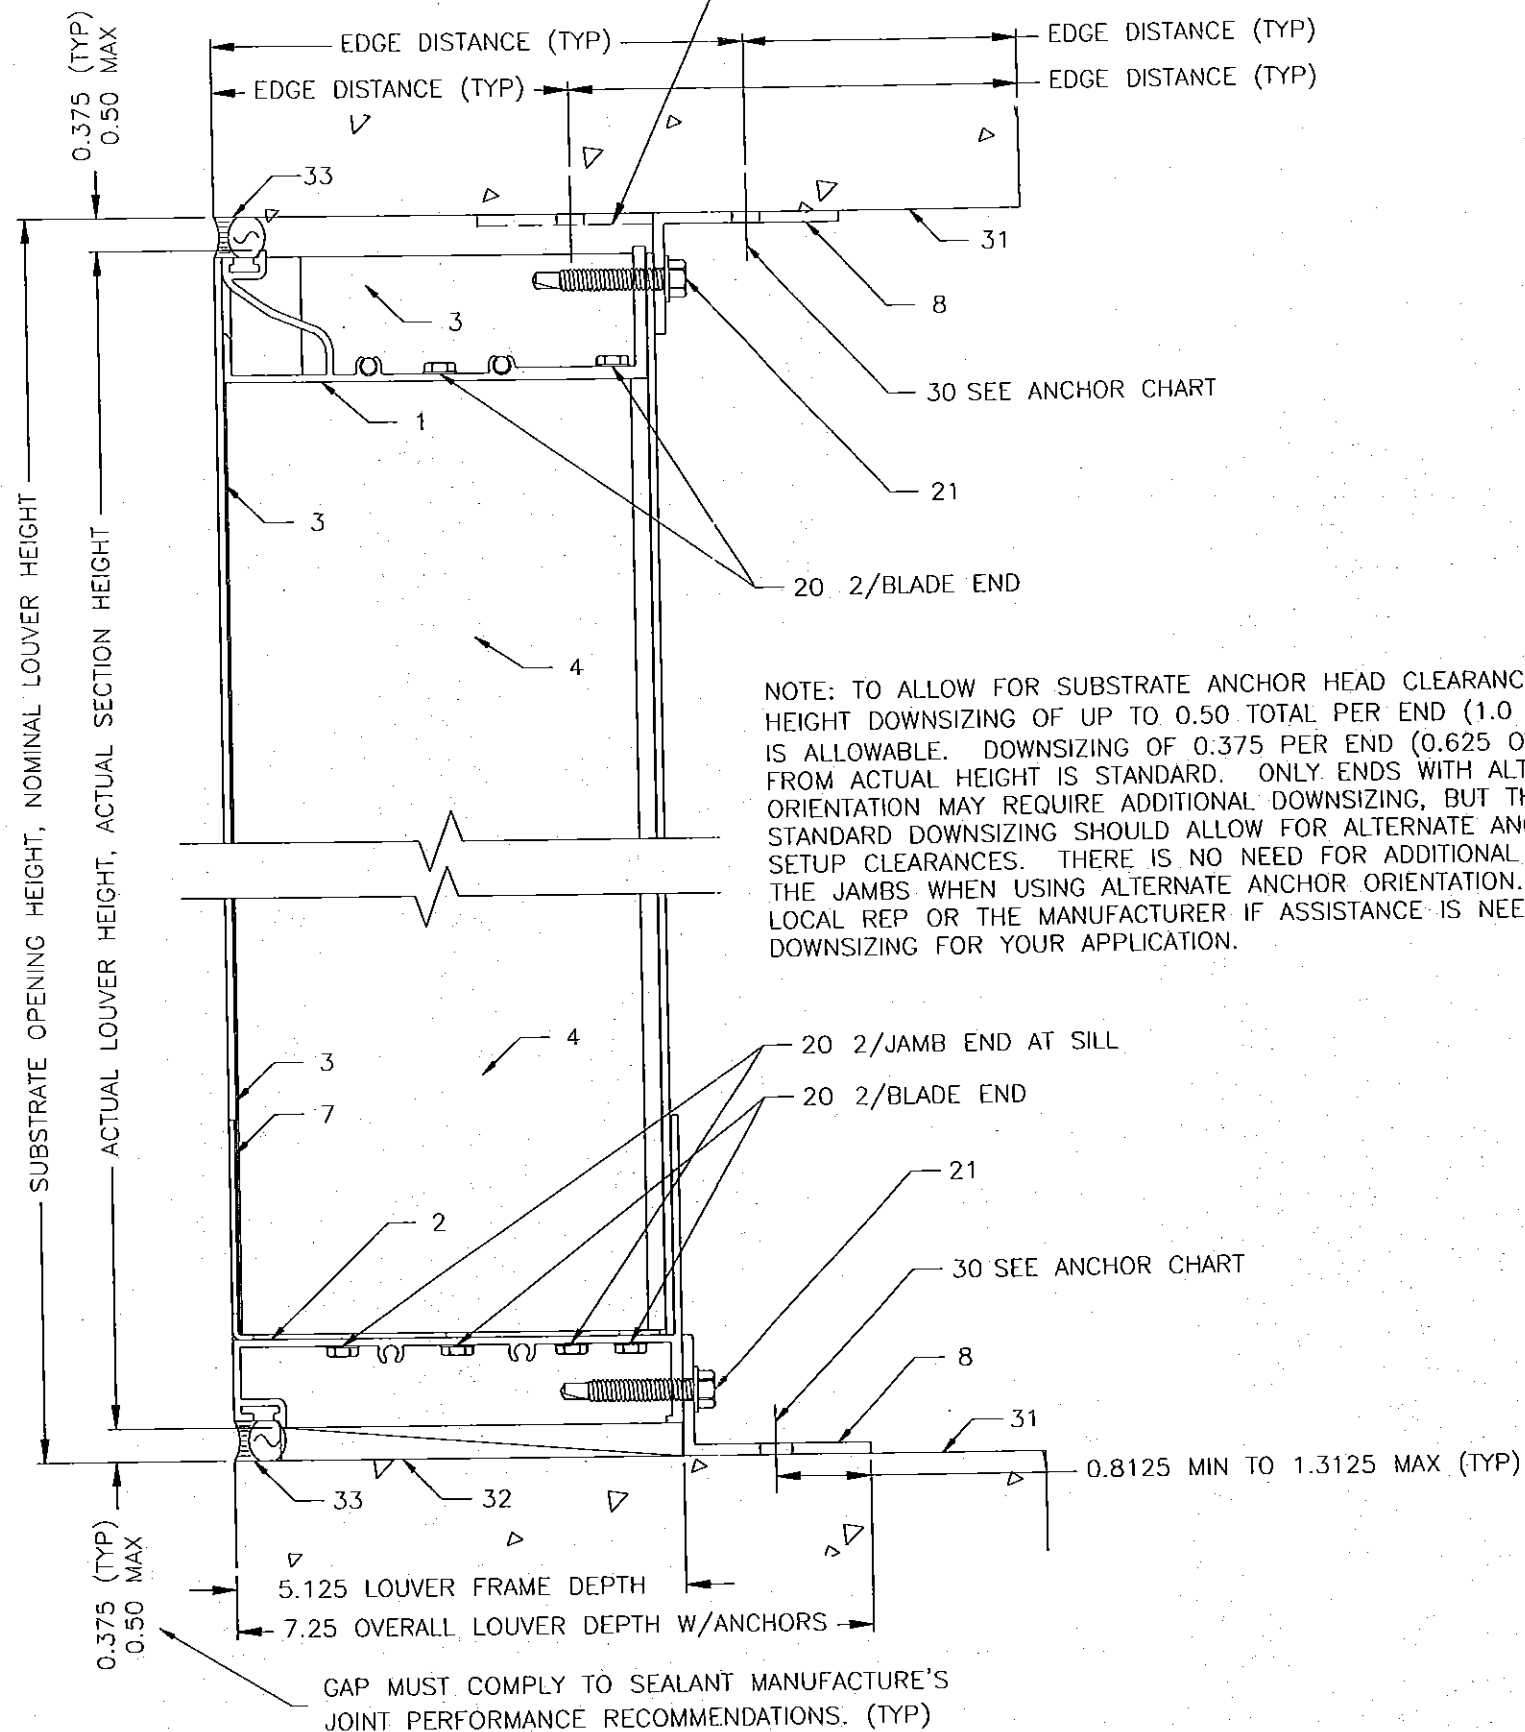 EDGE DISTANCE (TYP)
EDGE DISTANCE (TYP)
EDGE DISTANCE (TYP)
EDGE DISTANCE (TYP)
0.375 (TYP)
0.50 MAX
33
31
8
3
30 SEE ANCHOR CHART
1
21
3
20 2/BLADE END
4
SUBSTRATE OPENING HEIGHT, NOMINAL LOUVER HEIGHT
ACTUAL LOUVER HEIGHT, ACTUAL SECTION HEIGHT
NOTE: TO ALLOW FOR SUBSTRATE ANCHOR HEAD CLEARANC
HEIGHT DOWNSIZING OF UP TO 0.50 TOTAL PER END (1.0
IS ALLOWABLE. DOWNSIZING OF 0.375 PER END (0.625 O
FROM ACTUAL HEIGHT IS STANDARD. ONLY ENDS WITH ALT
ORIENTATION MAY REQUIRE ADDITIONAL DOWNSIZING, BUT TH
STANDARD DOWNSIZING SHOULD ALLOW FOR ALTERNATE AN
SETUP CLEARANCES. THERE IS NO NEED FOR ADDITIONAL
THE JAMBS WHEN USING ALTERNATE ANCHOR ORIENTATION.
LOCAL REP OR THE MANUFACTURER IF ASSISTANCE IS NEE
DOWNSIZING FOR YOUR APPLICATION.
4
20 2/JAMB END AT SILL
3
20 2/BLADE END
7
21
2
30 SEE ANCHOR CHART
8
31
0.8125 MIN TO 1.3125 MAX (TYP)
33
32
0.375 (TYP)
0.50 MAX
5.125 LOUVER FRAME DEPTH
7.25 OVERALL LOUVER DEPTH W/ANCHORS
GAP MUST COMPLY TO SEALANT MANUFACTURE'S
JOINT PERFORMANCE RECOMMENDATIONS. (TYP)